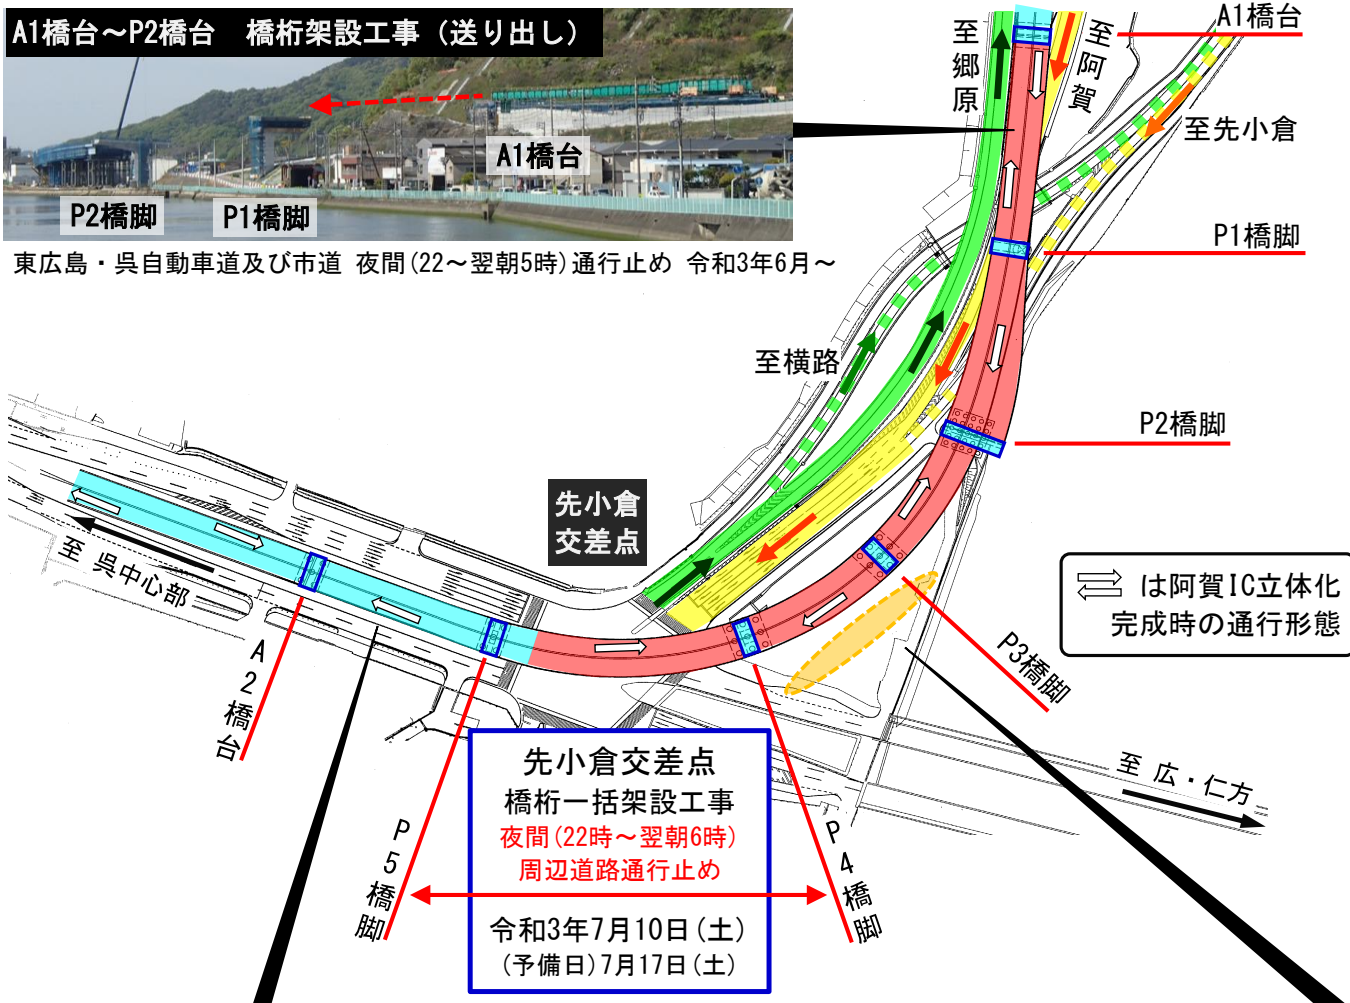 A1橋台～P2橋台　橋桁架設工事（送り出し）
A1橋台
P2橋脚
P1橋脚
東広島・呉自動車道及び市道 夜間(22～翌朝5時)通行止め 令和3年6月～
至郷原
至阿賀
A1橋台
至先小倉
P1橋脚
至横路
P2橋脚
先小倉
交差点
至 呉中心部
は阿賀IC立体化
完成時の通行形態
A2橋台
P3橋脚
至 広・仁方
P5橋脚
P4橋脚
先小倉交差点
橋桁一括架設工事
夜間(22時～翌朝6時)
周辺道路通行止め
令和3年7月10日(土)
(予備日)7月17日(土)